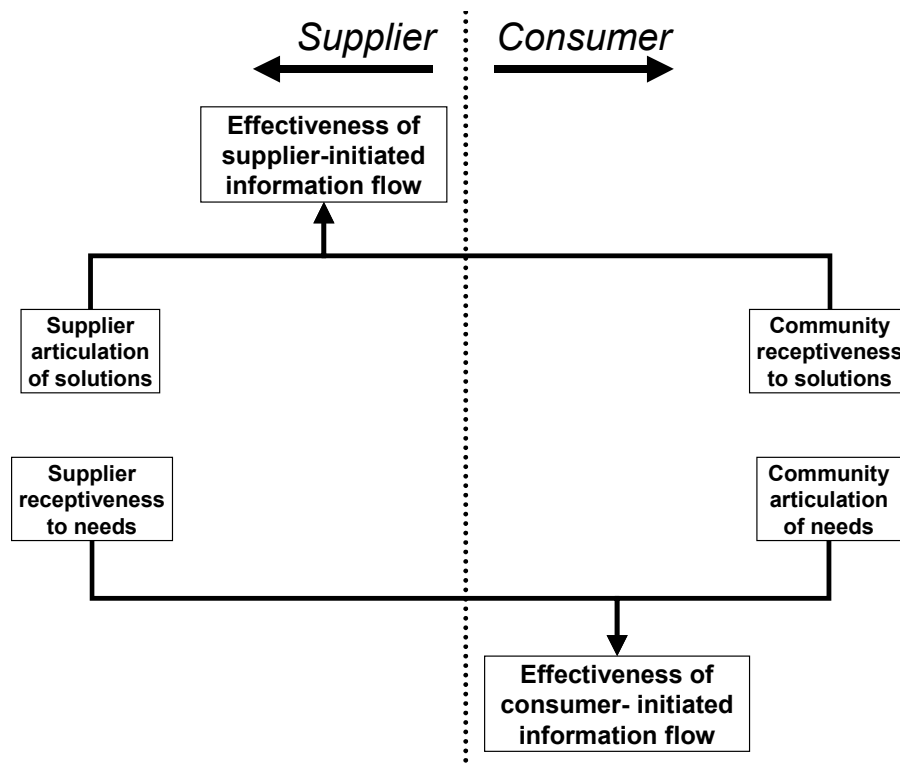 Supplier
Consumer
Effectiveness of
supplier-initiated
information flow
Supplier
articulation
of solutions
Community
receptiveness
to solutions
Supplier
receptiveness
to needs
Community
articulation
of needs
Effectiveness of
consumer- initiated
information flow